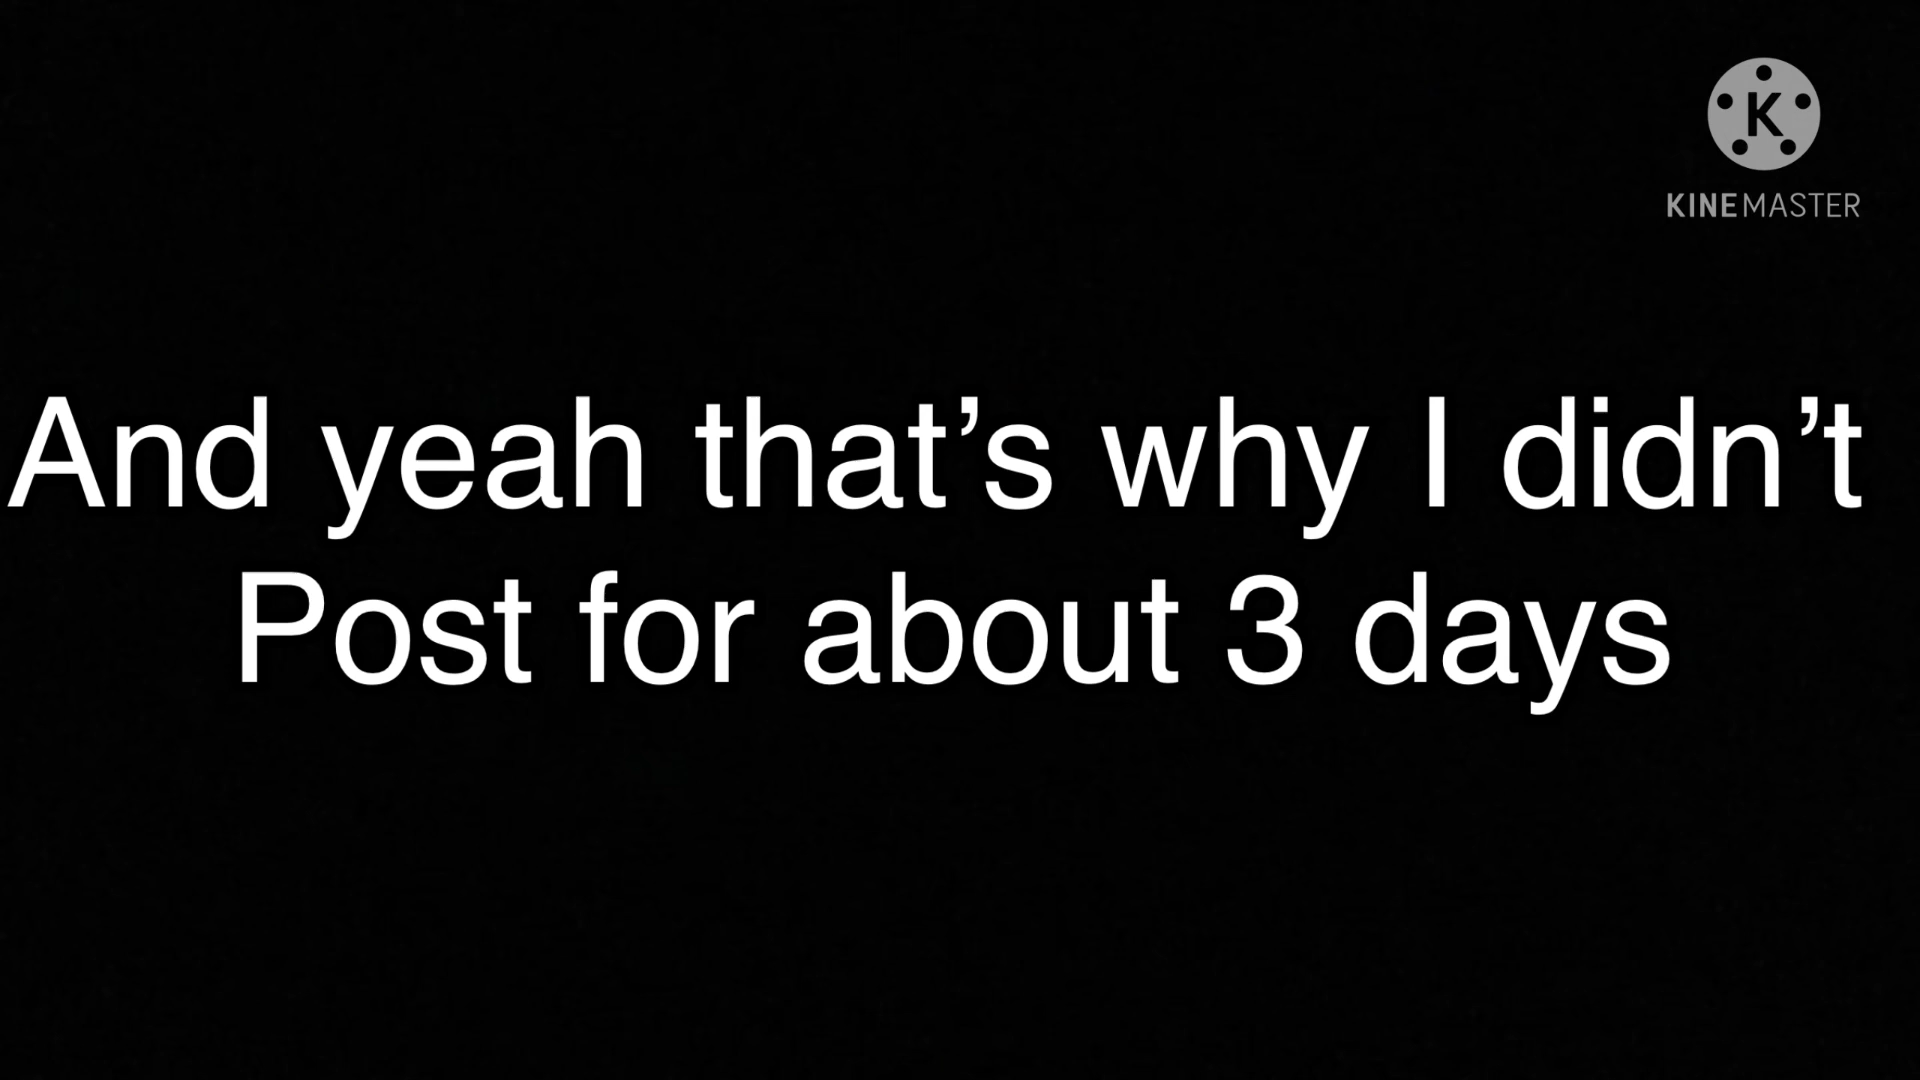 K
KINEMASTER
And yeah that’s why I didn’t
Post for about 3 days